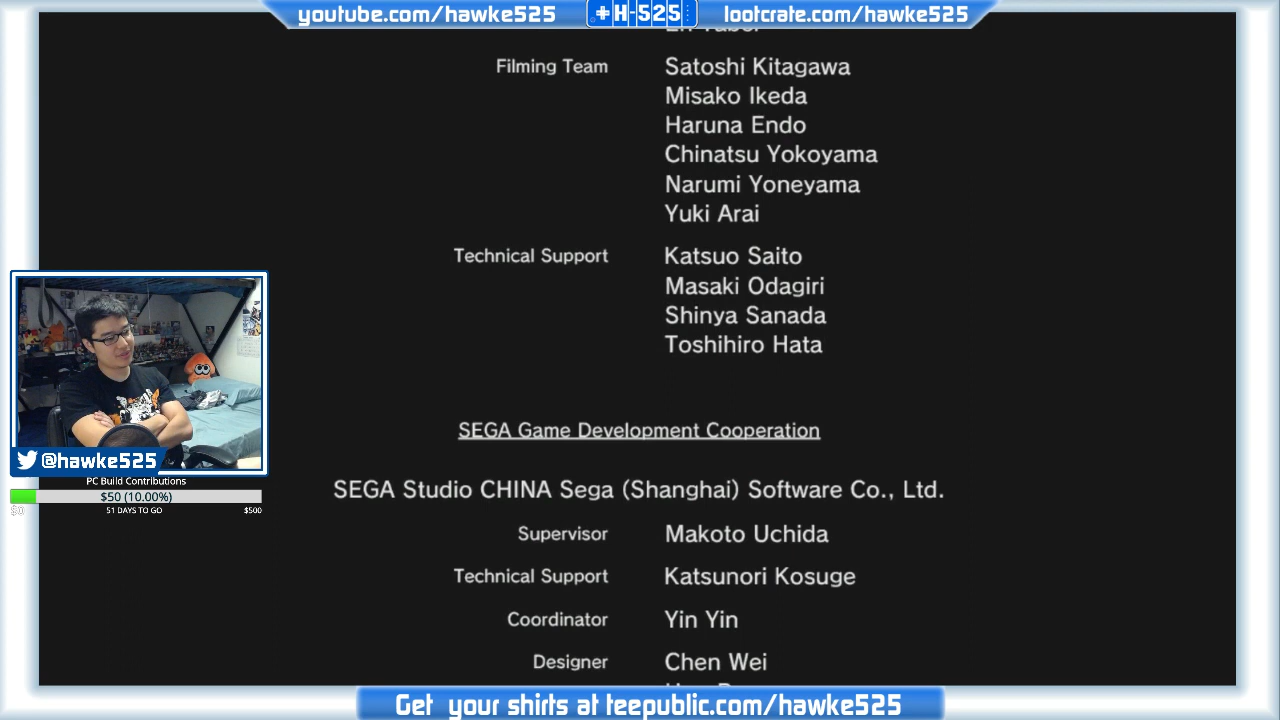 youtube.com/hawke525
+H-525
lootcrate.com/hawke525
Filming Team Satoshi Kitagawa
Misako Ikeda
Haruna Endo
Chinatsu Yokoyama
Narumi Yoneyama
Yuki Arai
Technical Support Katsuo Saito
Masaki Odagiri
Shinya Sanada
Toshihiro Hata
SEGA Game Development Cooperation
SEGA Studio CHINA Sega (Shanghai) Software Co., Ltd.
Supervisor Makoto Uchida
Technical Support Katsunori Kosuge
Coordinator Yin Yin
Designer Chen Wei
@hawke525
PC Build Contributions
$50 (10.00%)
$0 51 DAYS TO GO $500
Get your shirts at teepublic.com/hawke525